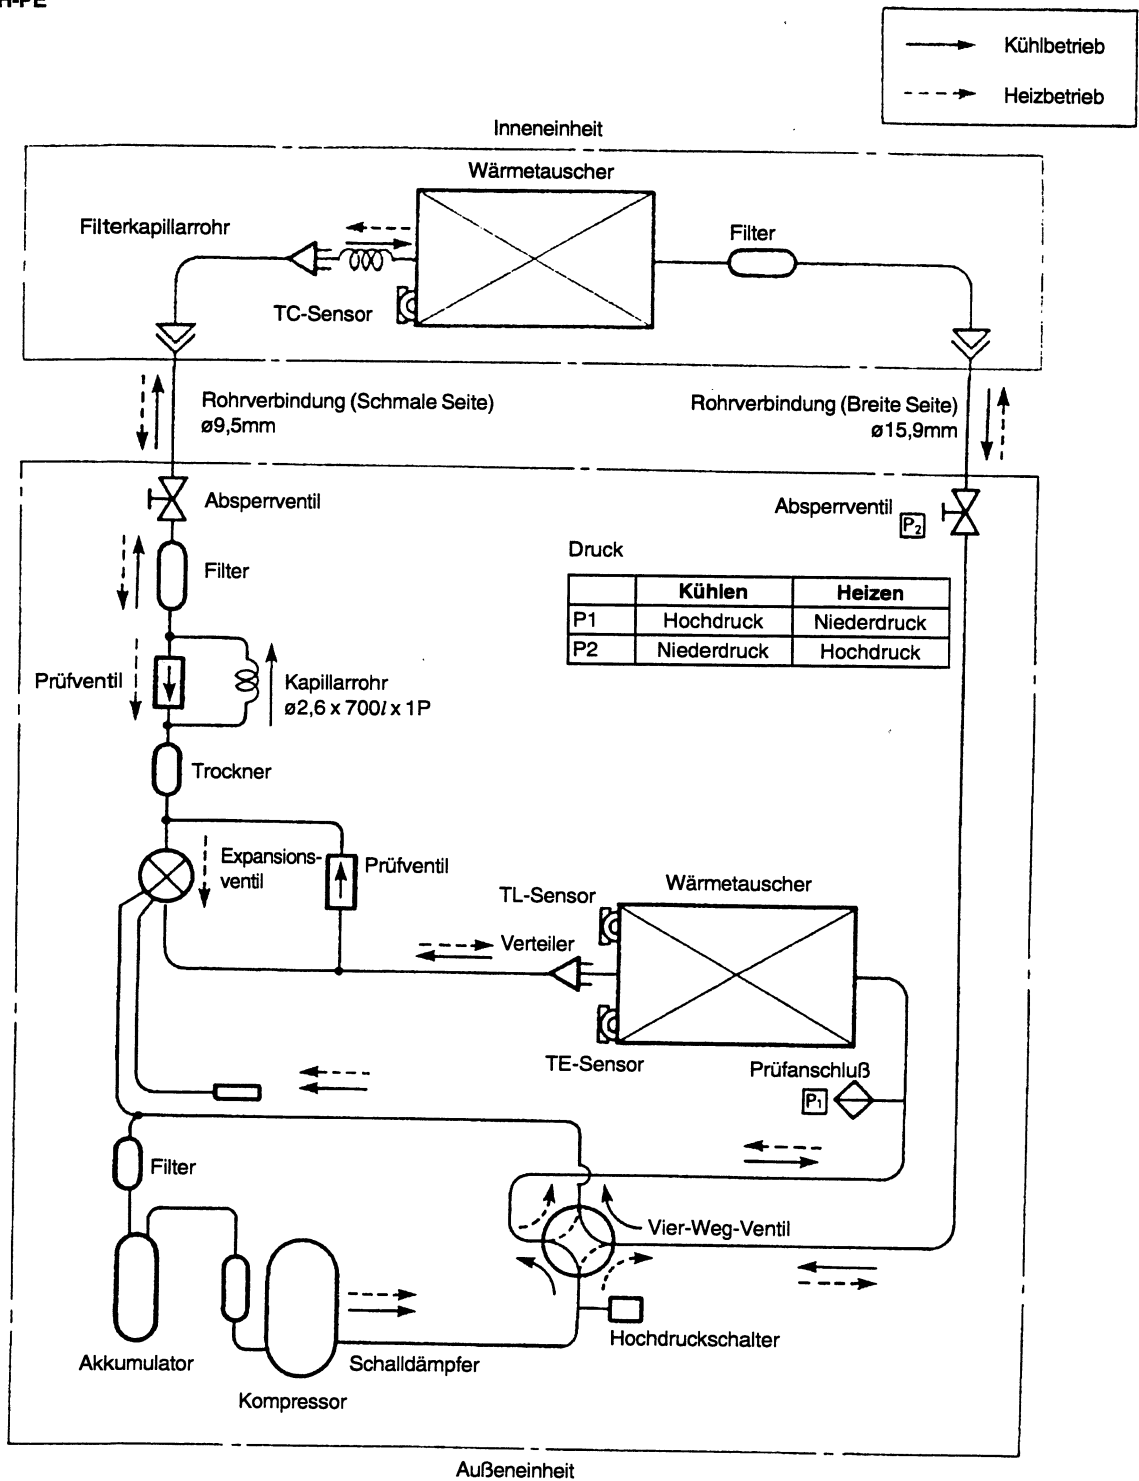 H-PE
Kühlbetrieb
Heizbetrieb
Inneneinheit
Wärmetauscher
Filterkapillarrohr
Filter
TC-Sensor
Rohrverbindung (Schmale Seite)
ø9,5mm
Rohrverbindung (Breite Seite)
ø15,9mm
Absperrventil
Absperrventil
P2
Filter
Druck
Kühlen Heizen
P1 Hochdruck Niederdruck
P2 Niederdruck Hochdruck
Prüfventil
Kapillarrohr
ø2,6 x 700l x 1P
Trockner
Expansions-
ventil
Prüfventil
TL-Sensor
Wärmetauscher
Verteiler
TE-Sensor
Prüfanschluß
P1
Filter
Vier-Weg-Ventil
Hochdruckschalter
Akkumulator
Schalldämpfer
Kompressor
Außeneinheit